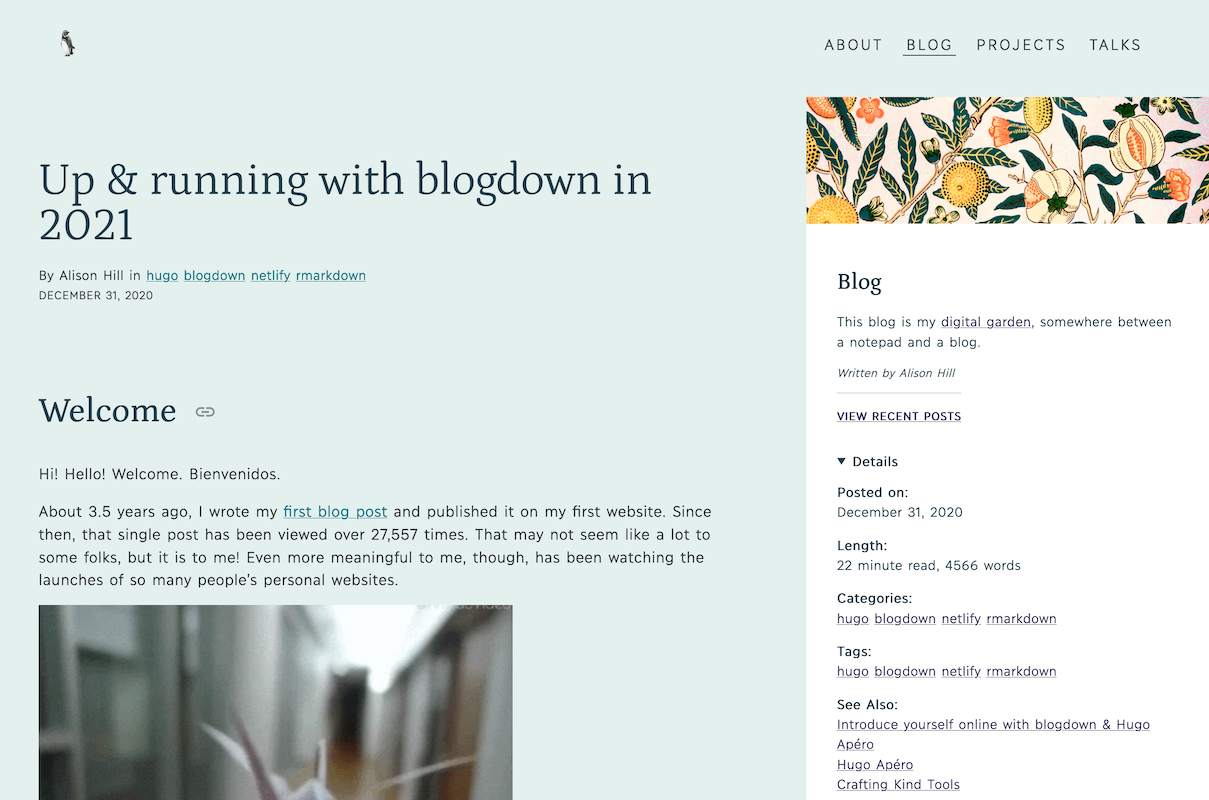 ABOUT BLOG PROJECTS TALKS
Up & running with blogdown in
2021
By Alison Hill in hugo blogdown netlify rmarkdown
DECEMBER 31, 2020
Welcome
Hi! Hello! Welcome. Bienvenidos.
About 3.5 years ago, I wrote my first blog post and published it on my first website. Since
then, that single post has been viewed over 27,557 times. That may not seem like a lot to
some folks, but it is to me! Even more meaningful to me, though, has been watching the
launches of so many people's personal websites.
Blog
This blog is my digital garden, somewhere between
a notepad and a blog.
Written by Alison Hill
VIEW RECENT POSTS
▼ Details
Posted on:
December 31, 2020
Length:
22 minute read, 4566 words
Categories:
hugo blogdown netlify rmarkdown
Tags:
hugo blogdown netlify rmarkdown
See Also:
Introduce yourself online with blogdown & Hugo
Apéro
Hugo Apéro
Crafting Kind Tools